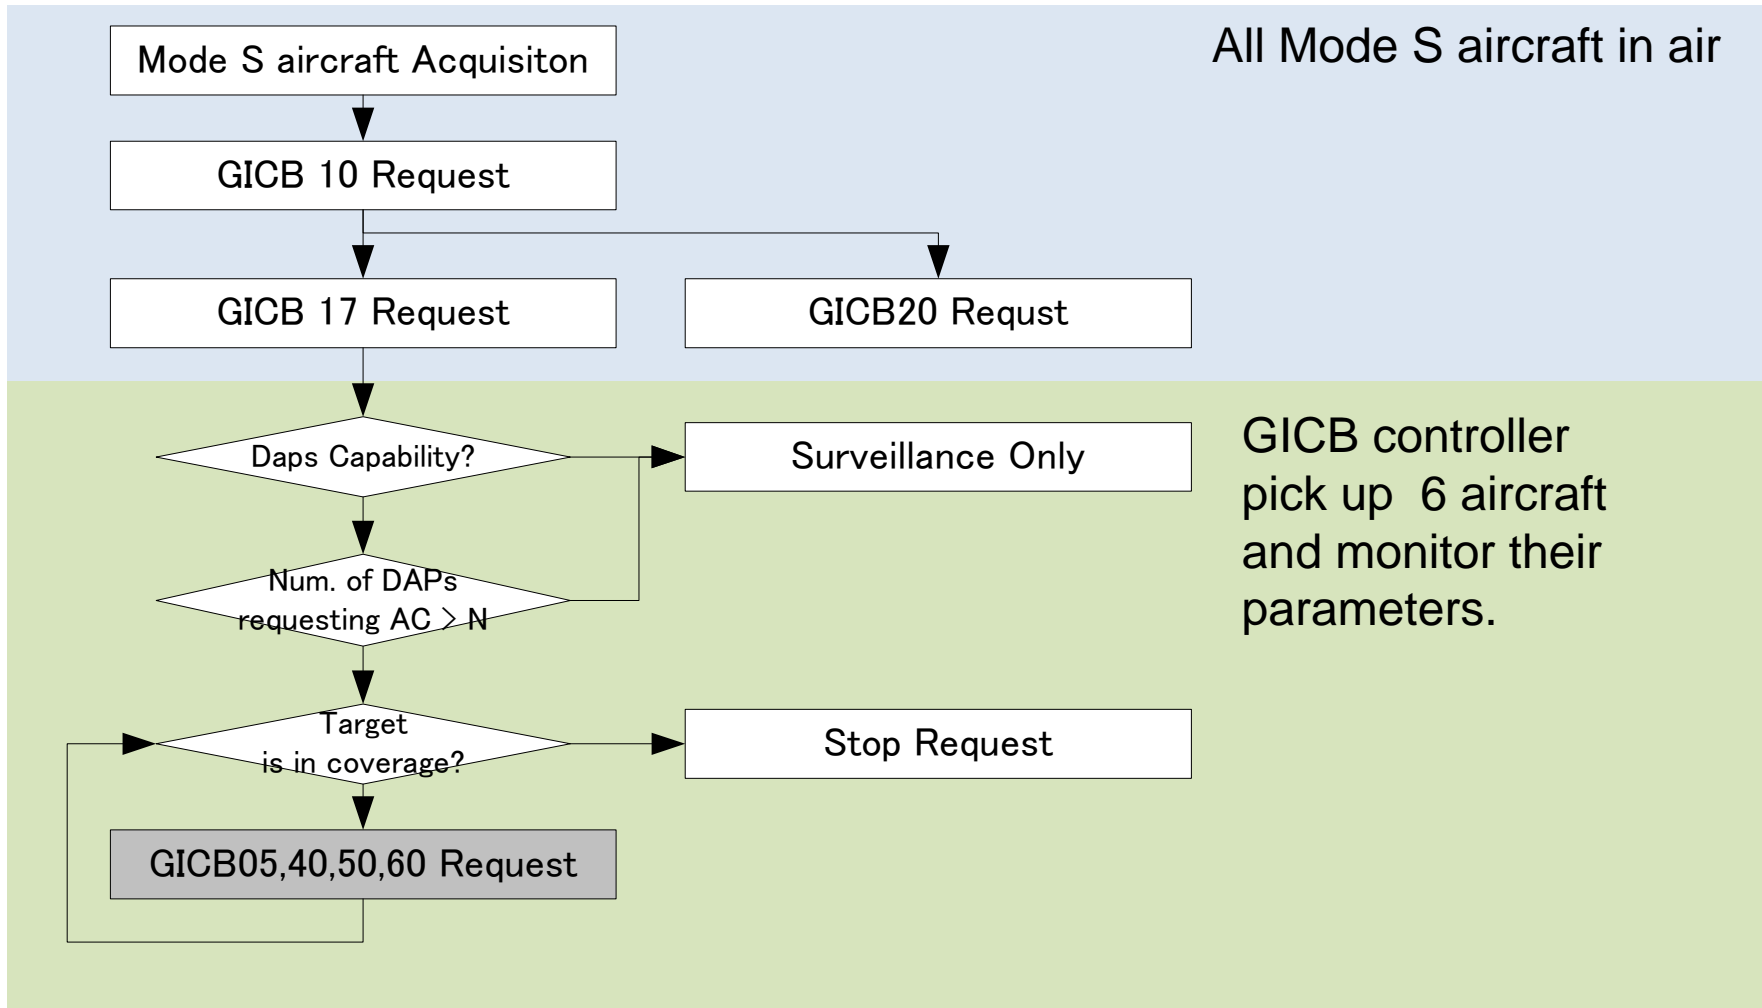 Mode S aircraft Acquisiton
All Mode S aircraft in air
GICB 10 Request
GICB 17 Request
GICB20 Requst
Daps Capability?
Surveillance Only
GICB controller
pick up 6 aircraft
and monitor their
parameters.
Num. of DAPs
requesting AC > N
Target
is in coverage?
Stop Request
GICB05,40,50,60 Request